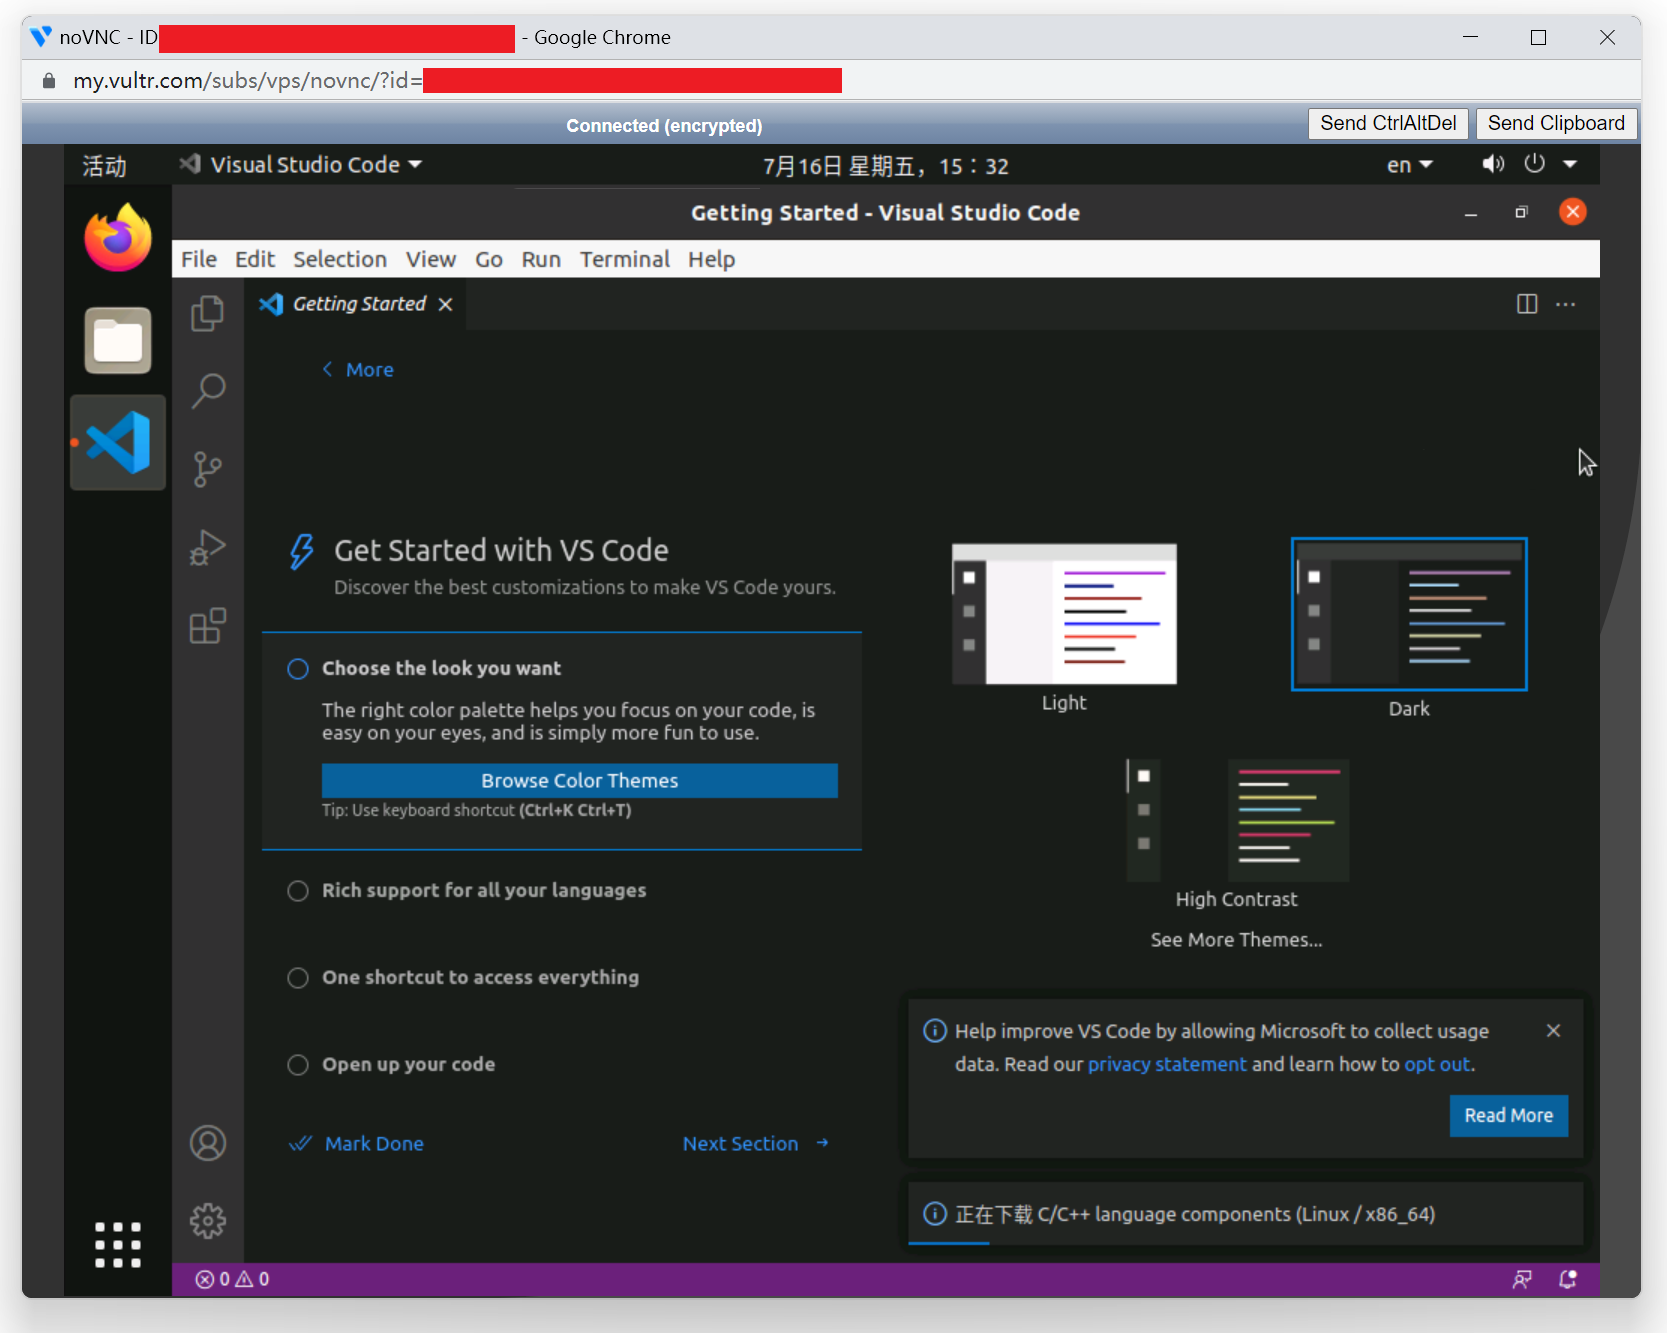 noVNC - ID - Google Chrome
my.vultr.com/subs/vps/novnc/?id=
Connected (encrypted)
Send CtrlAltDel
Send Clipboard
活动
Visual Studio Code
7月16日 星期五，15：32
en
Getting Started - Visual Studio Code
File Edit Selection View Go Run Terminal Help
Getting Started
More
Get Started with VS Code
Discover the best customizations to make VS Code yours.
Choose the look you want
The right color palette helps you focus on your code, is
easy on your eyes, and is simply more fun to use.
Browse Color Themes
Tip: Use keyboard shortcut (Ctrl+K Ctrl+T)
Rich support for all your languages
One shortcut to access everything
Open up your code
Mark Done
Next Section
Light
Dark
High Contrast
See More Themes...
Help improve VS Code by allowing Microsoft to collect usage
data. Read our privacy statement and learn how to opt out.
Read More
正在下载 C/C++ language components (Linux / x86_64)
0 0